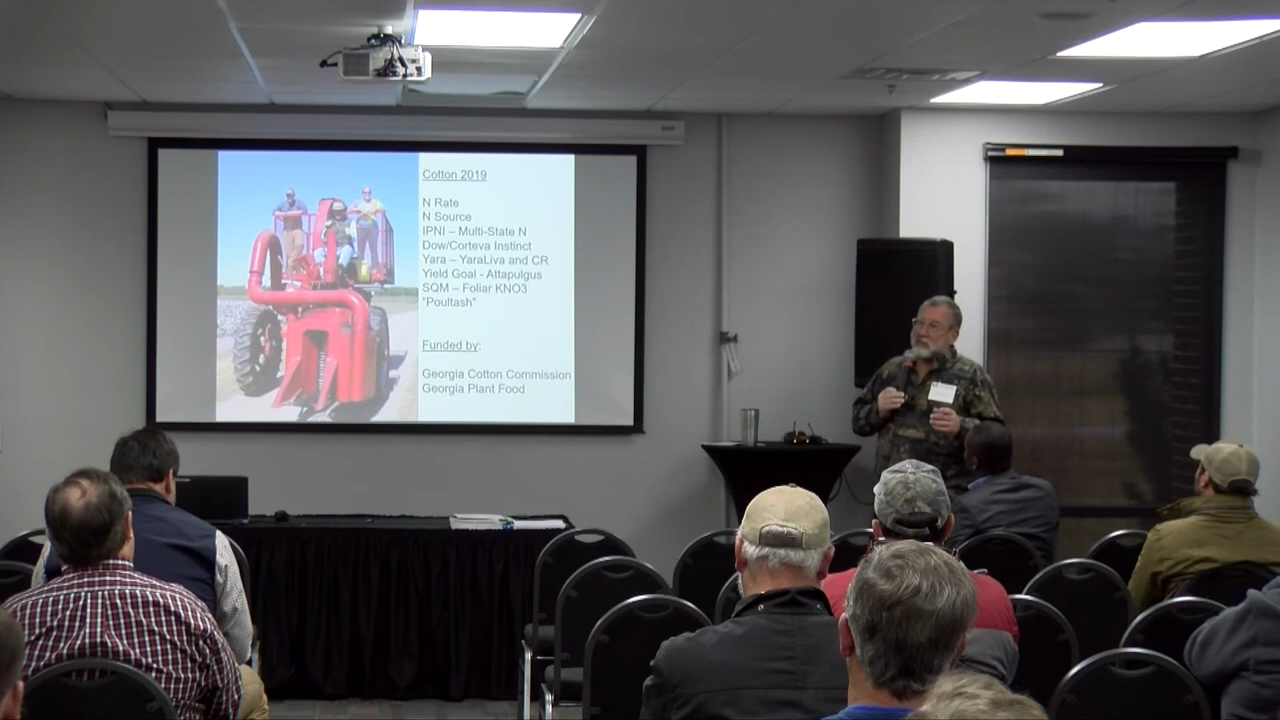 Cotton 2019
N Rate
N Source
IPNI – Multi-State N
Dow/Corteva Instinct
Yara – YaraLiva and CR
Yield Goal - Attapulgus
SQM – Foliar KNO3
"Poultash"
Funded by:
Georgia Cotton Commission
Georgia Plant Food